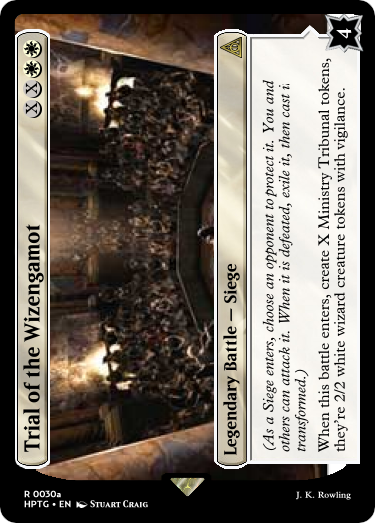 Trial of the Wizengamot
X X
Legendary Battle – Siege
(As a Siege enters, choose an opponent to protect it. You and
others can attack it. When it is defeated, exile it, then cast i.
transformed.)
When this battle enters, create X Ministry Tribunal tokens,
they're 2/2 white wizard creature tokens with vigilance.
4
R 0030a
HPTG • EN Stuart Craig
J. K. Rowling